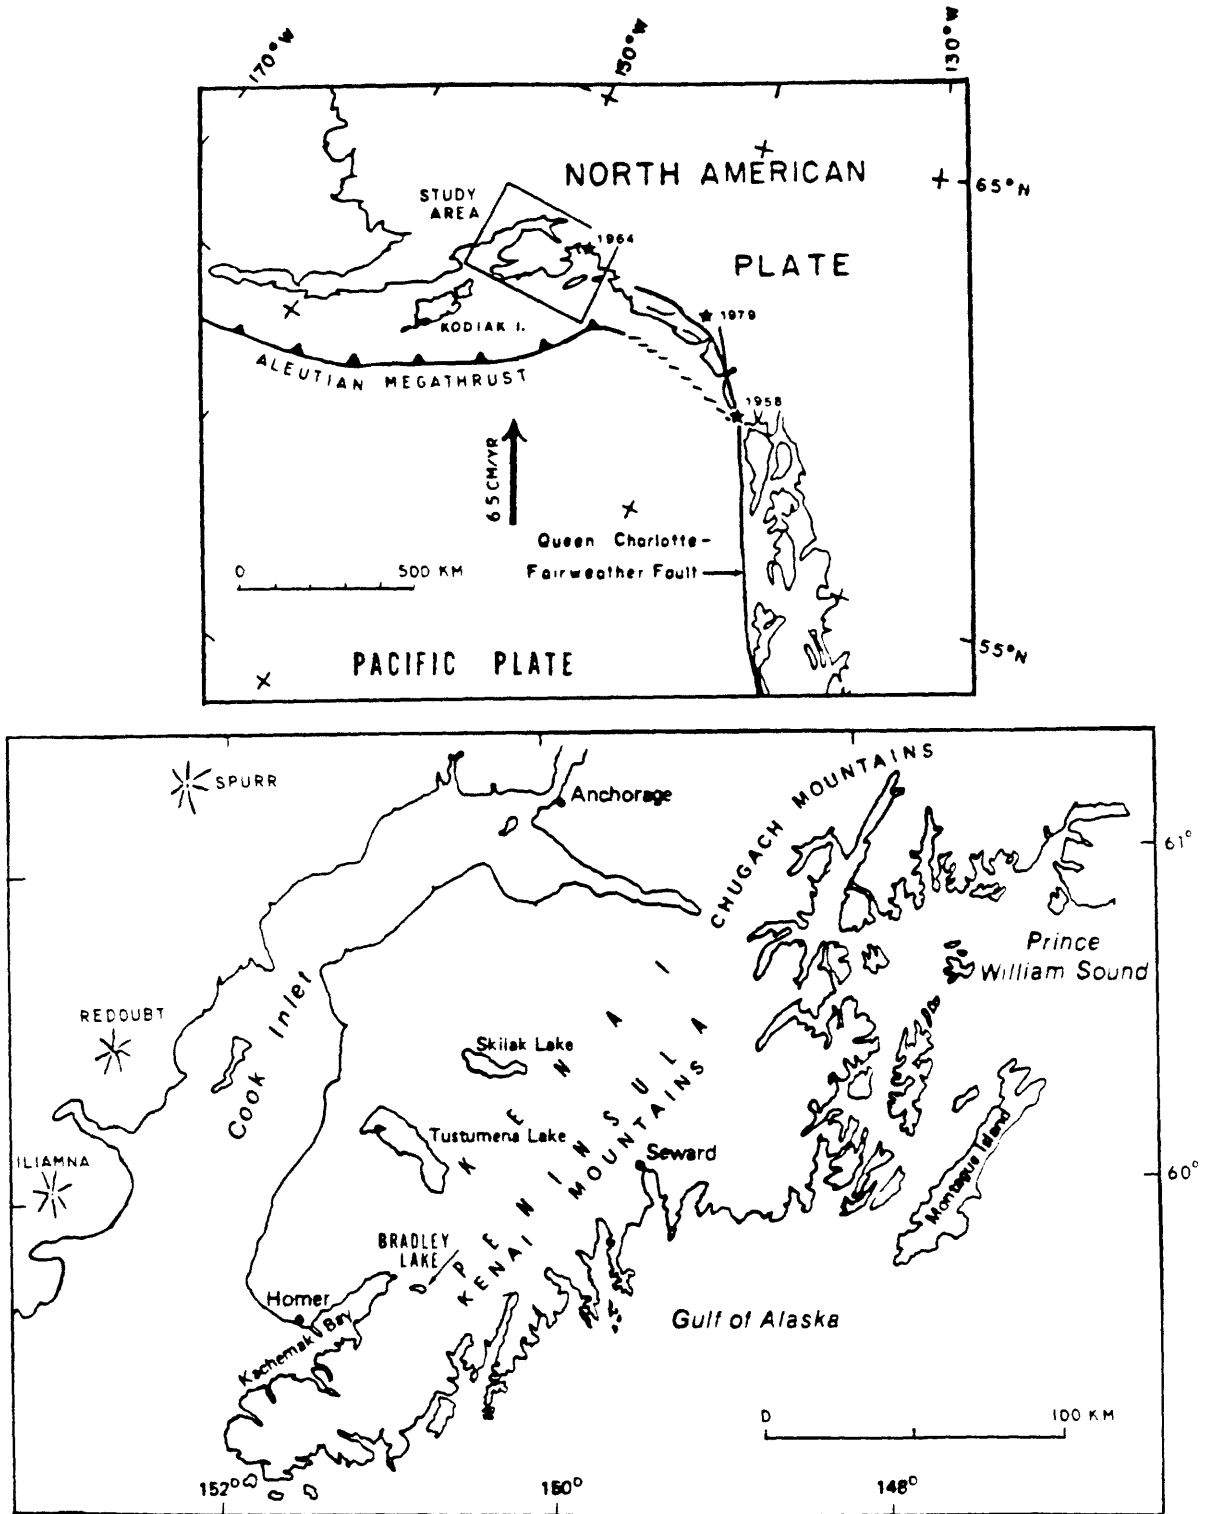 170°W
150°W
130°W
NORTH AMERICAN
65°N
STUDY
AREA
1964
PLATE
1979
KODIAK I.
ALEUTIAN MEGATHRUST
1958
65CM/YR
Queen Charlotte-
Fairweather Fault
0 500 KM
PACIFIC PLATE
55°N
SPURR
Anchorage
CHUGACH MOUNTAINS
61°
Prince
William Sound
Cook Inlet
REDOUBT
Skilak Lake
KENAI
PENINSULA
Tustumena Lake
KENAI MOUNTAINS
Seward
Montague Island
ILIAMNA
60°
BRADLEY
LAKE
Homer
Kachemak Bay
Gulf of Alaska
0 100 KM
152°
150°
148°